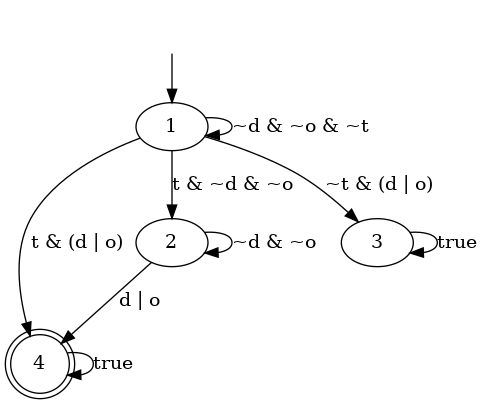 1
~d & ~o & ~t
t & ~d & ~o
~t & (d | o)
t & (d | o)
2
~d & ~o
3
true
d | o
4
true